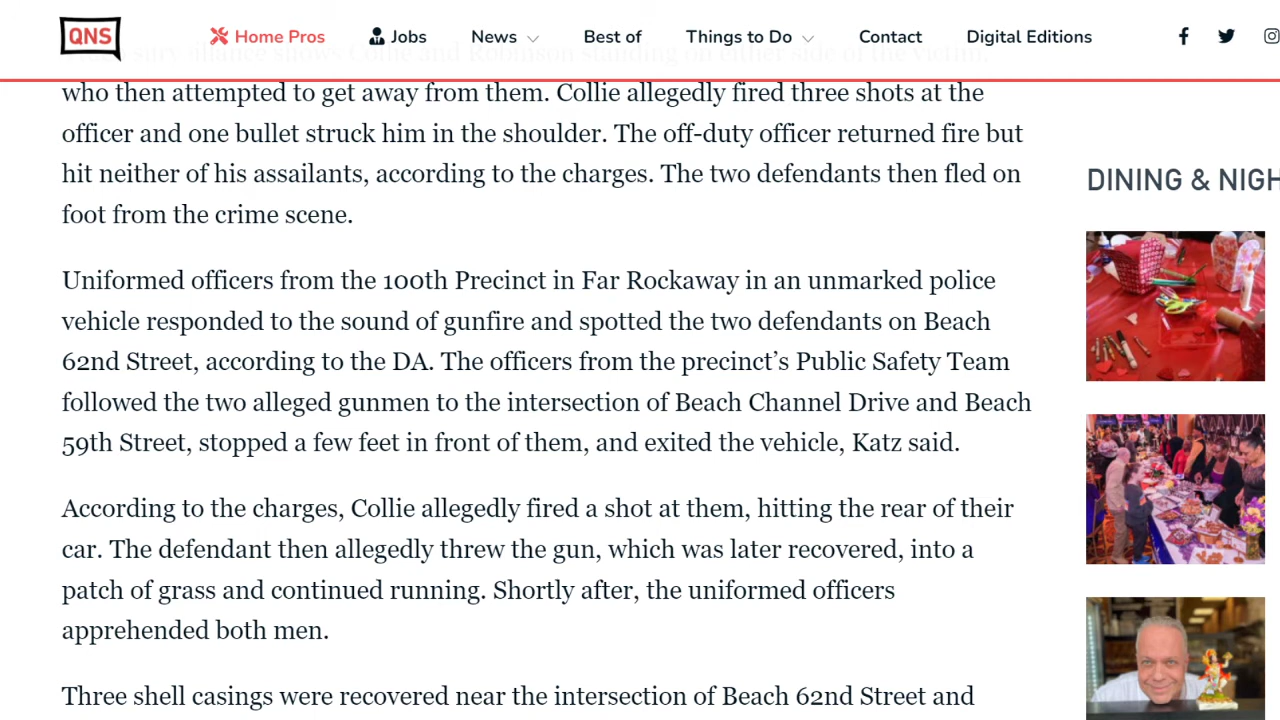 QNS
Home Pros
Jobs
News
Best of
Things to Do
Contact
Digital Editions
who then attempted to get away from them. Collie allegedly fired three shots at the
officer and one bullet struck him in the shoulder. The off-duty officer returned fire but
hit neither of his assailants, according to the charges. The two defendants then fled on
foot from the crime scene.
Uniformed officers from the 100th Precinct in Far Rockaway in an unmarked police
vehicle responded to the sound of gunfire and spotted the two defendants on Beach
62nd Street, according to the DA. The officers from the precinct’s Public Safety Team
followed the two alleged gunmen to the intersection of Beach Channel Drive and Beach
59th Street, stopped a few feet in front of them, and exited the vehicle, Katz said.
According to the charges, Collie allegedly fired a shot at them, hitting the rear of their
car. The defendant then allegedly threw the gun, which was later recovered, into a
patch of grass and continued running. Shortly after, the uniformed officers
apprehended both men.
Three shell casings were recovered near the intersection of Beach 62nd Street and
DINING & NIGH